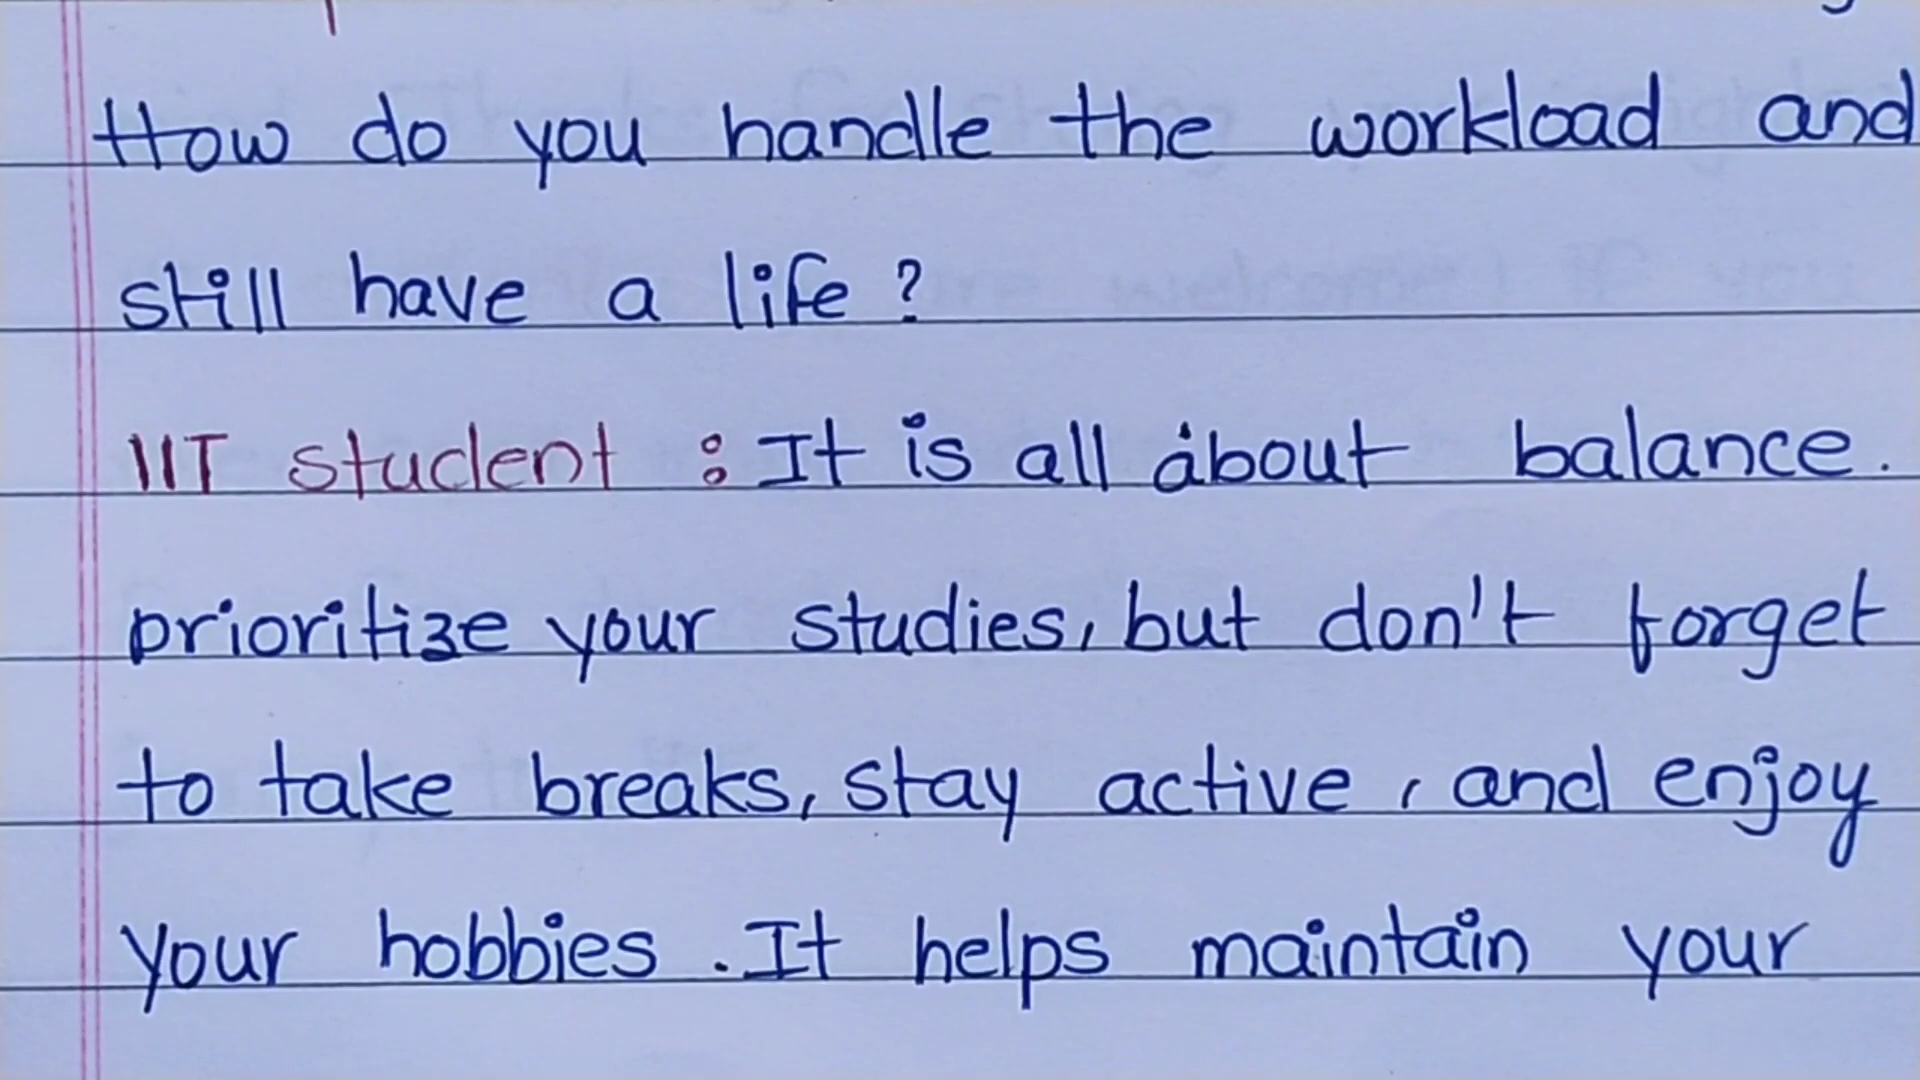 How do you handle the workload and
still have a life?
IIT student : It is all about balance.
prioritize your studies, but don't forget
to take breaks, stay active, and enjoy
your hobbies. It helps maintain your